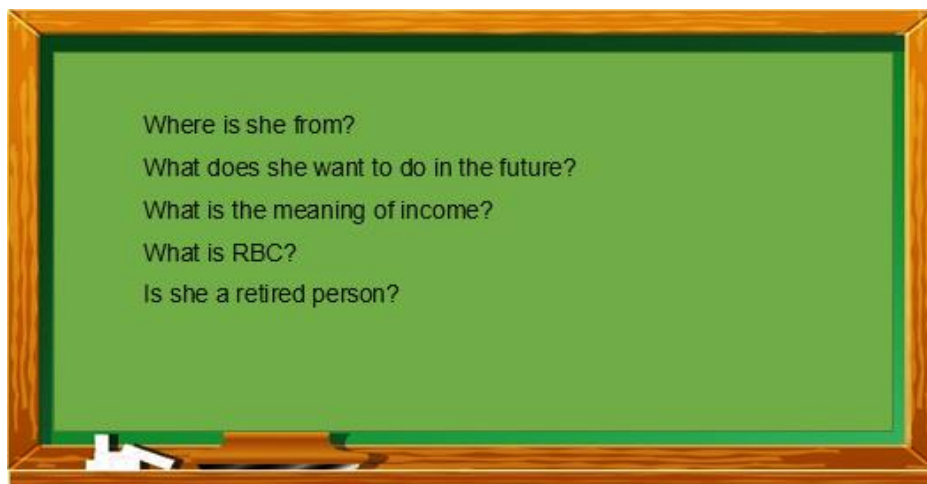 Where is she from?
What does she want to do in the future?
What is the meaning of income?
What is RBC?
Is she a retired person?